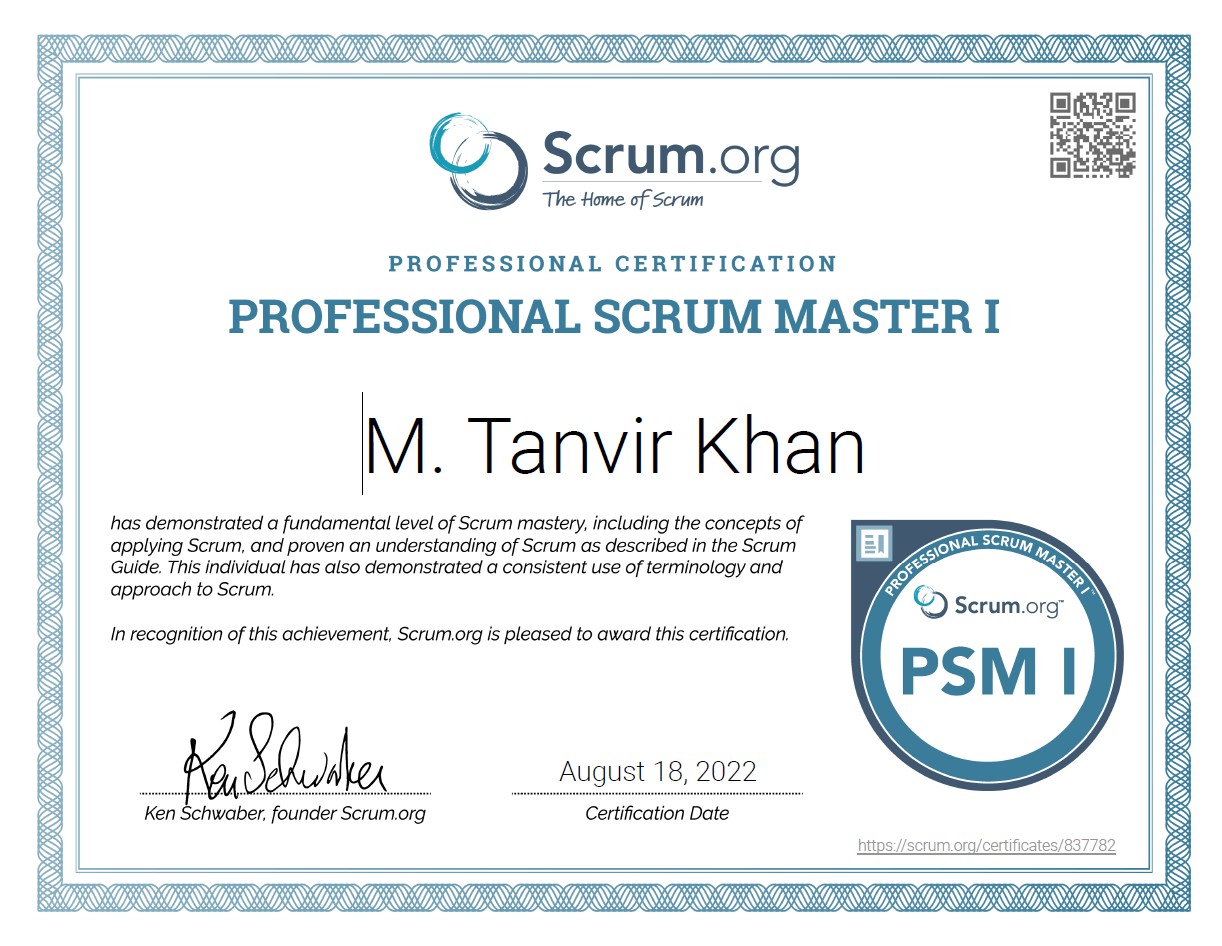 Scrum.org
The Home of Scrum
PROFESSIONAL CERTIFICATION
PROFESSIONAL SCRUM MASTER I
M. Tanvir Khan
has demonstrated a fundamental level of Scrum mastery, including the concepts of
applying Scrum, and proven an understanding of Scrum as described in the Scrum
Guide. This individual has also demonstrated a consistent use of terminology and
approach to Scrum.
In recognition of this achievement, Scrum.org is pleased to award this certification.
PROFESSIONAL SCRUM MASTER I™
Scrum.org™
PSM I
Ken Schwaber
August 18, 2022
Ken Schwaber, founder Scrum.org
Certification Date
https://scrum.org/certificates/837782